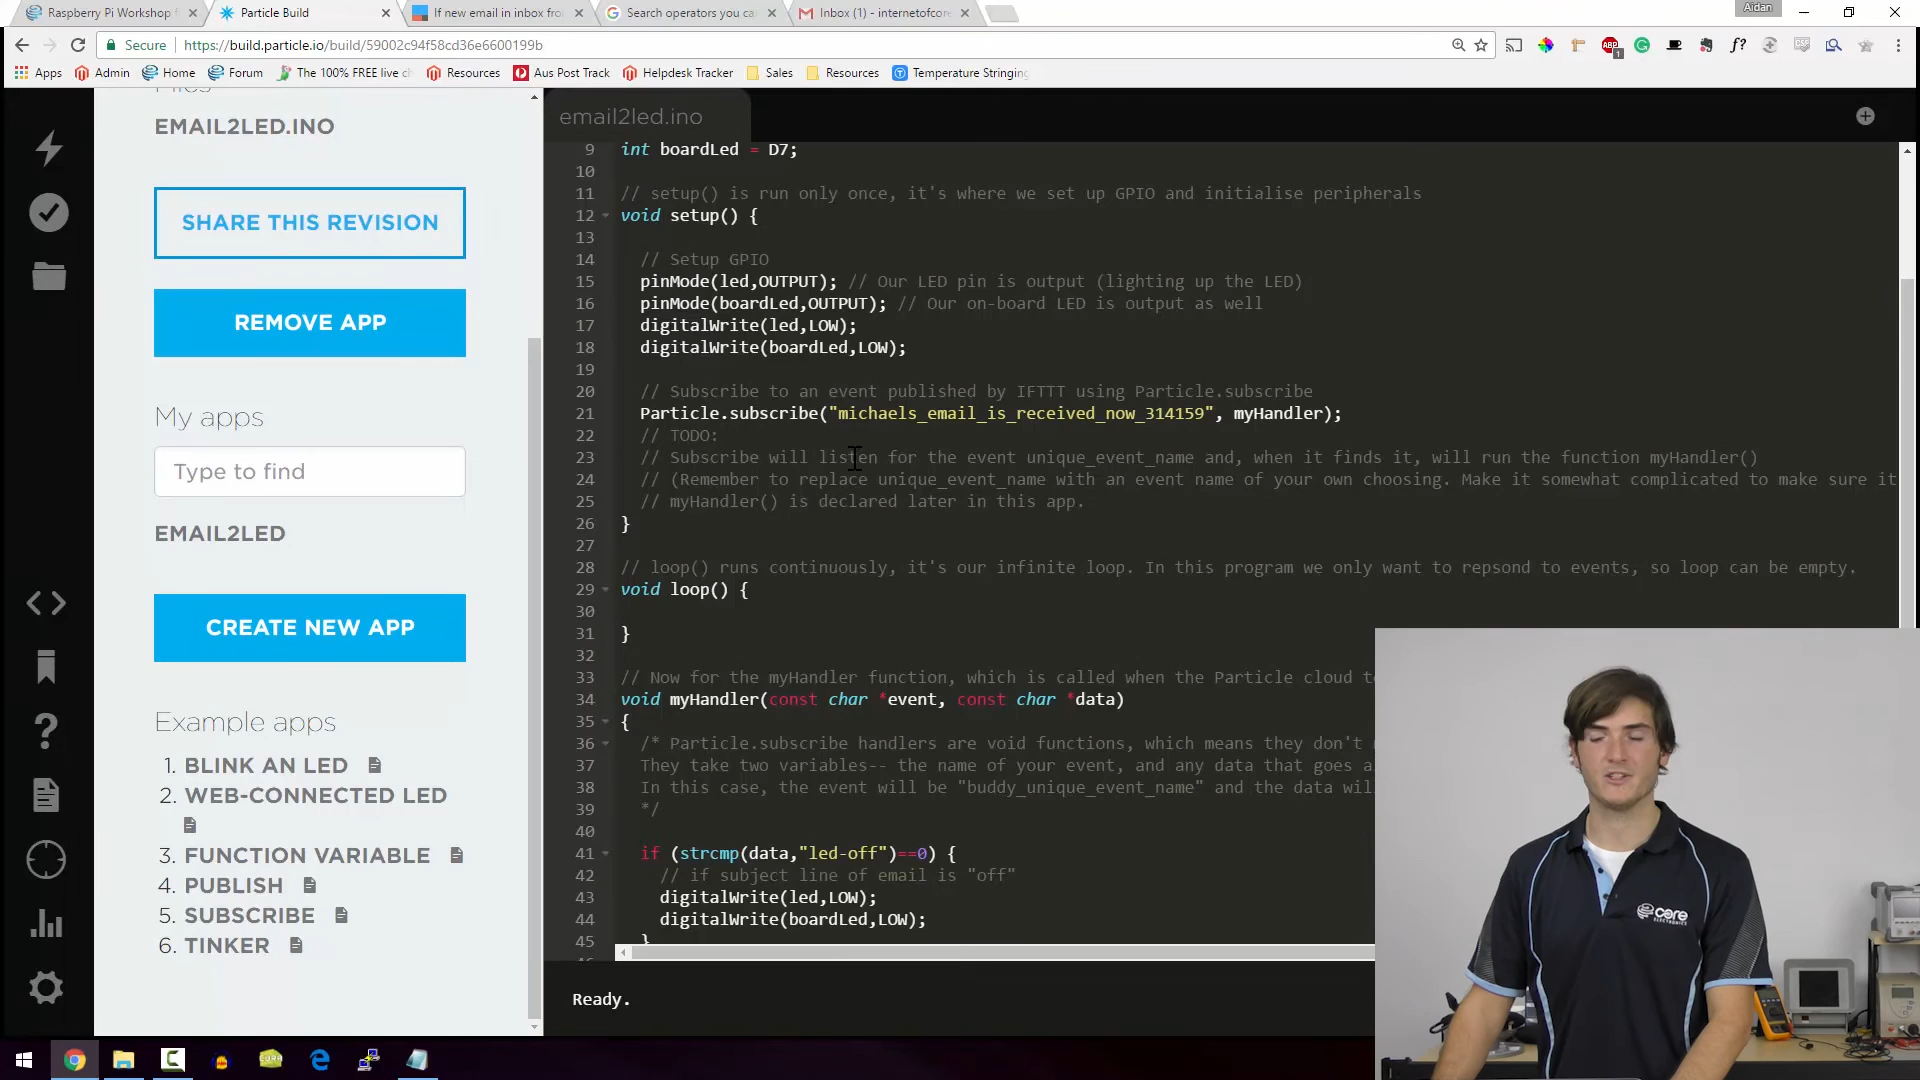 Raspberry Pi Workshop f
Particle Build
If new email in inbox fro
Search operators you ca
Inbox (1) - internetofcore
Aidan
Secure
https://build.particle.io/build/59002c94f58cd36e6600199b
ABP
1
Apps
Admin
Home
Forum
The 100% FREE live ch
Resources
Aus Post Track
Helpdesk Tracker
Sales
Resources
Temperature Stringing
EMAIL2LED.INO
SHARE THIS REVISION
REMOVE APP
My apps
Type to find
EMAIL2LED
CREATE NEW APP
Example apps
1. BLINK AN LED
2. WEB-CONNECTED LED
3. FUNCTION VARIABLE
4. PUBLISH
5. SUBSCRIBE
6. TINKER
email2led.ino
9 int boardLed = D7;
10
11 // setup() is run only once, it's where we set up GPIO and initialise peripherals
12 void setup() {
13
14 // Setup GPIO
15 pinMode(led,OUTPUT); // Our LED pin is output (lighting up the LED)
16 pinMode(boardLed,OUTPUT); // Our on-board LED is output as well
17 digitalWrite(led,LOW);
18 digitalWrite(boardLed,LOW);
19
20 // Subscribe to an event published by IFTTT using Particle.subscribe
21 Particle.subscribe("michaels_email_is_received_now_314159", myHandler);
22 // TODO:
23 // Subscribe will listen for the event unique_event_name and, when it finds it, will run the function myHandler()
24 // (Remember to replace unique_event_name with an event name of your own choosing. Make it somewhat complicated to make sure it
25 // myHandler() is declared later in this app.
26 }
27
28 // loop() runs continuously, it's our infinite loop. In this program we only want to repsond to events, so loop can be empty.
29 void loop() {
30
31 }
32
33 // Now for the myHandler function, which is called when the Particle cloud t
34 void myHandler(const char *event, const char *data)
35 {
36 /* Particle.subscribe handlers are void functions, which means they don't
37 They take two variables-- the name of your event, and any data that goes a
38 In this case, the event will be "buddy_unique_event_name" and the data wil
39 */
40
41 if (strcmp(data,"led-off")==0) {
42 // if subject line of email is "off"
43 digitalWrite(led,LOW);
44 digitalWrite(boardLed,LOW);
45 }
Ready.
core
ELECTRONICS